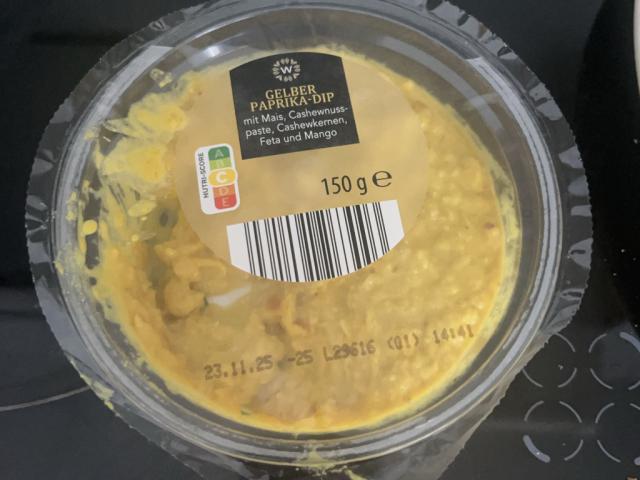 W
GELBER
PAPRIKA-DIP
mit Mais, Cashewnuss-
paste, Cashewkernen,
Feta und Mango
NUTRI-SCORE
A
B
C
D
E
150 g e
23.11.25 -25 L29616 (01) 14141